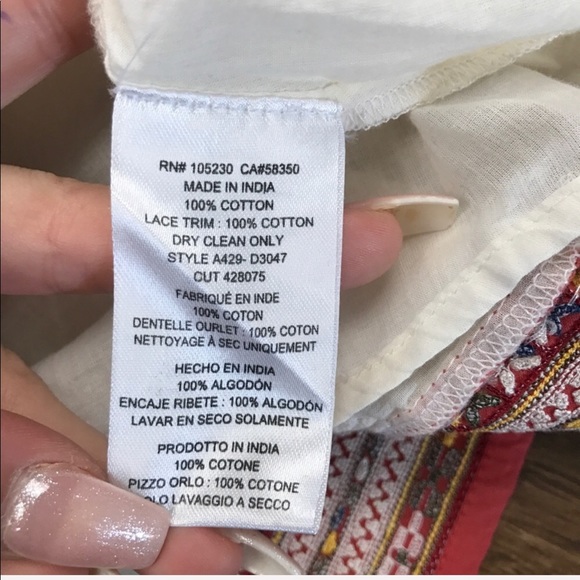 RN# 105230 CA#58350
MADE IN INDIA
100% COTTON
LACE TRIM : 100% COTTON
DRY CLEAN ONLY
STYLE A429- D3047
CUT 428075
FABRIQUÉ EN INDE
100% COTON
DENTELLE OURLET : 100% COTON
NETTOYAGE À SEC UNIQUEMENT
HECHO EN INDIA
100% ALGODÓN
ENCAJE RIBETE : 100% ALGODÓN
LAVAR EN SECO SOLAMENTE
PRODOTTO IN INDIA
100% COTONE
PIZZO ORLO : 100% COTONE
LAVAGGIO A SECCO